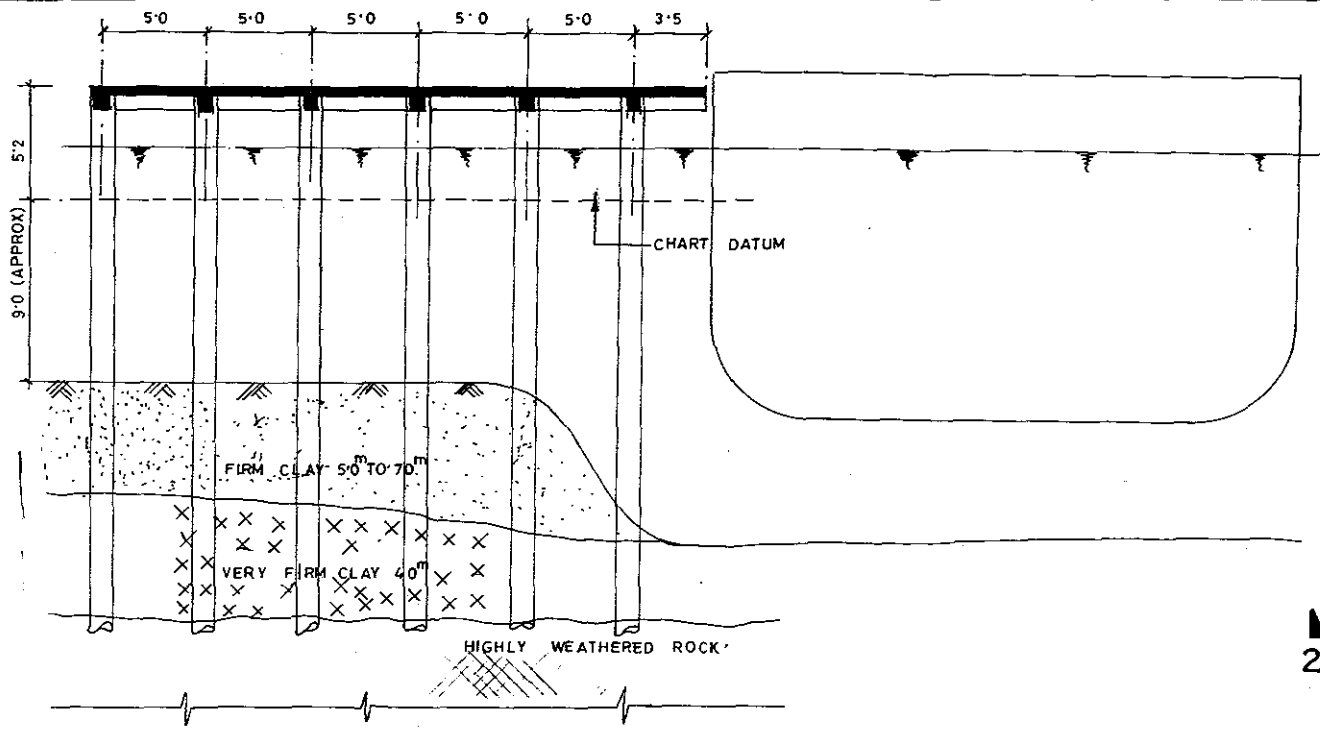 5·0 5·0 5·0 5·0 5·0 3·5
5·2
9·0 (APPROX)
CHART DATUM
FIRM CLAY 5·0m TO 7·0m
VERY FIRM CLAY 4·0m
HIGHLY WEATHERED ROCK
2